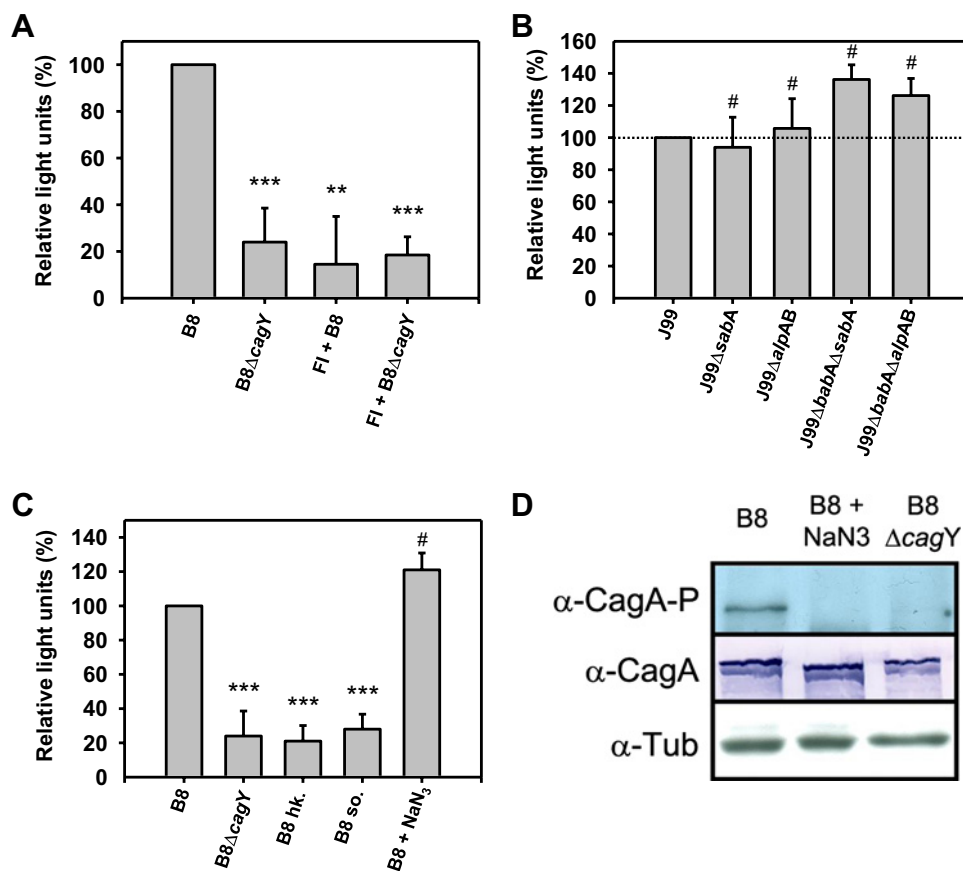 A
Relative light units (%)
100
80
60
40
20
0
***
**
***
B8
B8ΔcagY
FI + B8
FI + B8ΔcagY
B
Relative light units (%)
160
140
120
100
80
60
40
20
0
#
#
#
#
J99
J99ΔsabA
J99ΔalpAB
J99ΔbabAΔsabA
J99ΔbabAΔalpAB
C
Relative light units (%)
140
120
100
80
60
40
20
0
***
***
***
#
B8
B8ΔcagY
B8 hk.
B8 so.
B8 + NaN₃
D
B8
B8 +
NaN3
B8
ΔcagY
α-CagA-P
α-CagA
α-Tub